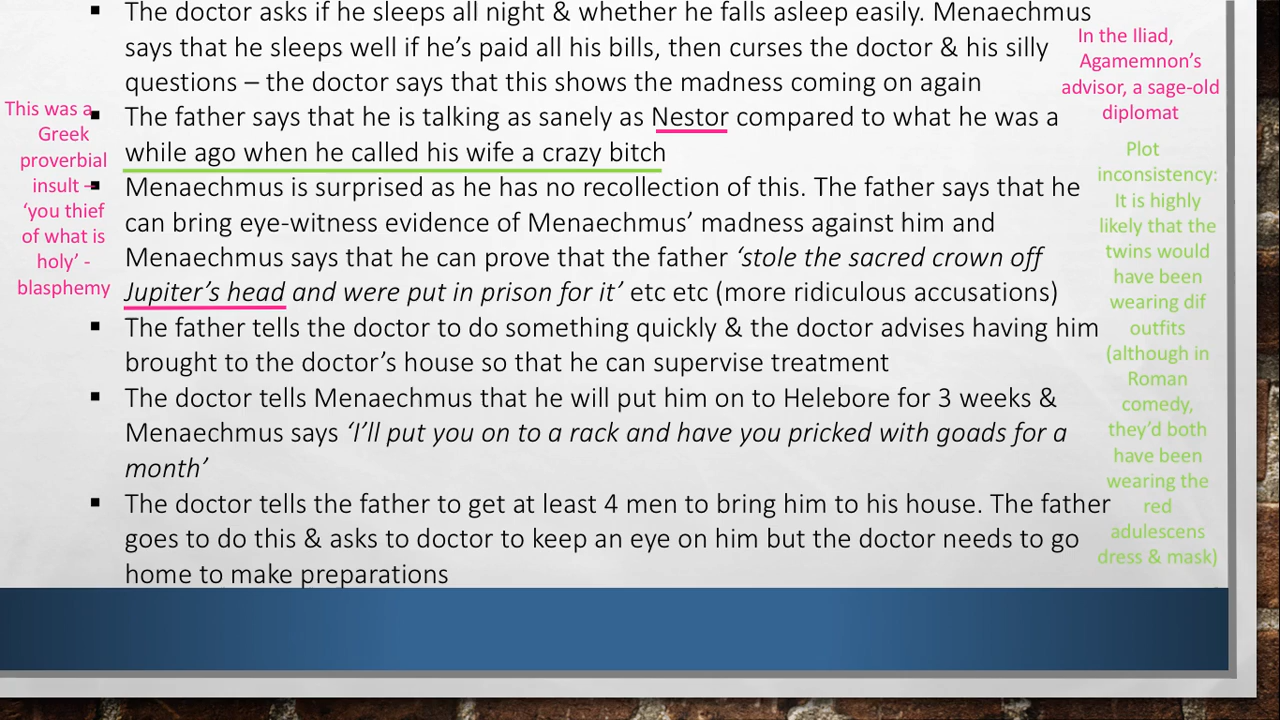 The doctor asks if he sleeps all night & whether he falls asleep easily. Menaechmus
says that he sleeps well if he’s paid all his bills, then curses the doctor & his silly
questions – the doctor says that this shows the madness coming on again
The father says that he is talking as sanely as Nestor compared to what he was a
while ago when he called his wife a crazy bitch
Menaechmus is surprised as he has no recollection of this. The father says that he
can bring eye-witness evidence of Menaechmus’ madness against him and
Menaechmus says that he can prove that the father ‘stole the sacred crown off
Jupiter’s head and were put in prison for it’ etc etc (more ridiculous accusations)
The father tells the doctor to do something quickly & the doctor advises having him
brought to the doctor’s house so that he can supervise treatment
The doctor tells Menaechmus that he will put him on to Helebore for 3 weeks &
Menaechmus says ‘I’ll put you on to a rack and have you pricked with goads for a
month’
The doctor tells the father to get at least 4 men to bring him to his house. The father
goes to do this & asks to doctor to keep an eye on him but the doctor needs to go
home to make preparations
This was a
Greek
proverbial
insult –
‘you thief
of what is
holy’ -
blasphemy
In the Iliad,
Agamemnon’s
advisor, a sage-old
diplomat
Plot
inconsistency:
It is highly
likely that the
twins would
have been
wearing dif
outfits
(although in
Roman
comedy,
they’d both
have been
wearing the
red
adulescens
dress & mask)